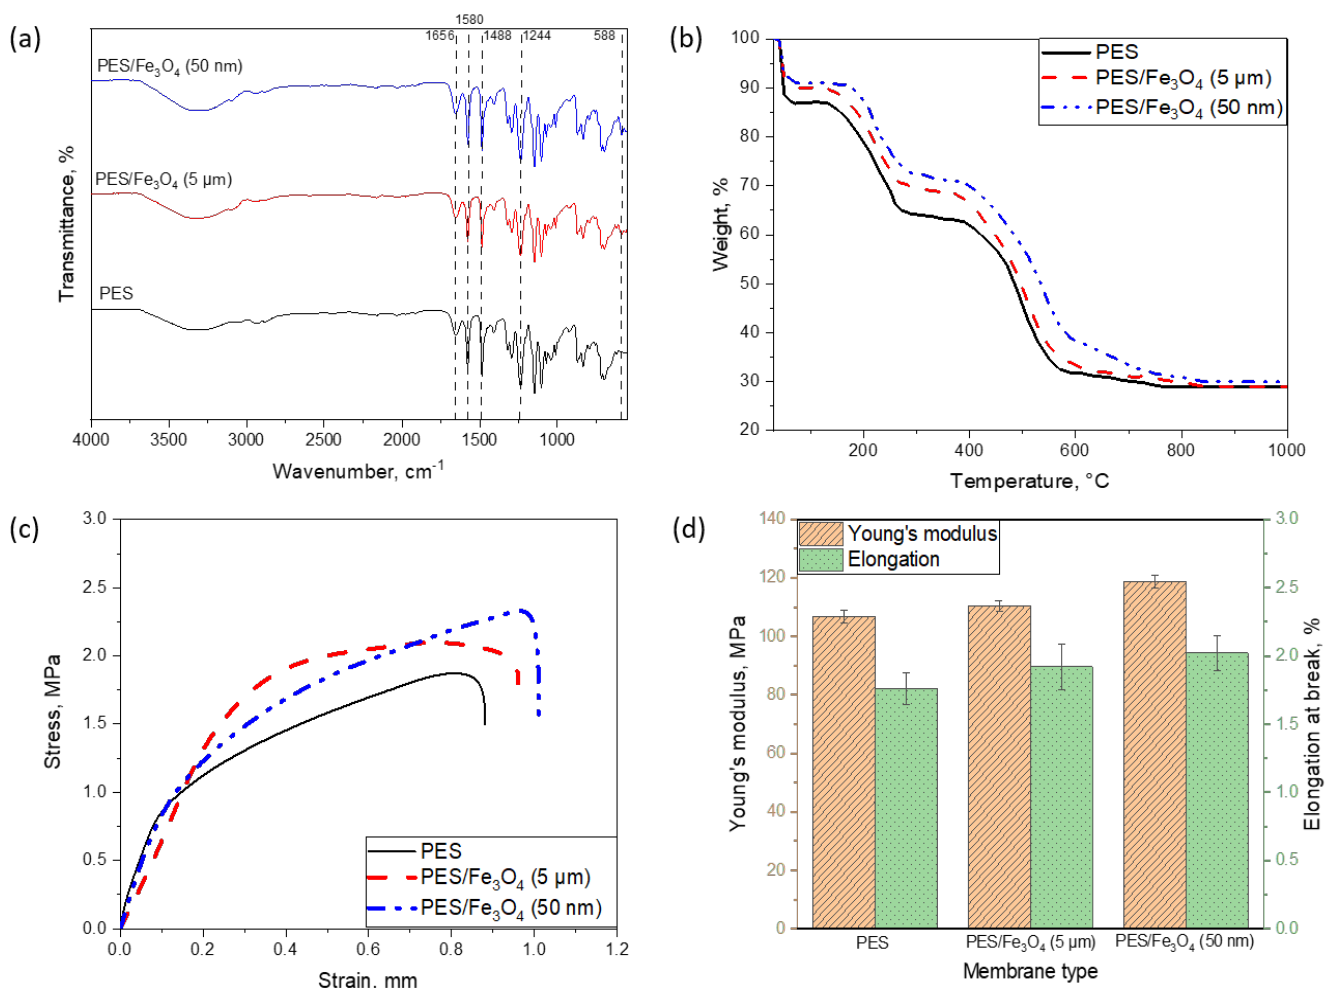 (a)
1580
1656
1488
1244
588
PES/Fe₃O₄ (50 nm)
PES/Fe₃O₄ (5 μm)
PES
Transmittance, %
4000
3500
3000
2500
2000
1500
1000
Wavenumber, cm⁻¹
(b)
100
90
80
70
60
50
40
30
20
Weight, %
PES
PES/Fe₃O₄ (5 μm)
PES/Fe₃O₄ (50 nm)
200
400
600
800
1000
Temperature, °C
(c)
3.0
2.5
2.0
1.5
1.0
0.5
0.0
Stress, MPa
PES
PES/Fe₃O₄ (5 μm)
PES/Fe₃O₄ (50 nm)
0.0
0.2
0.4
0.6
0.8
1.0
1.2
Strain, mm
(d)
140
120
100
80
60
40
20
0
Young's modulus, MPa
Young's modulus
Elongation
3.0
2.5
2.0
1.5
1.0
0.5
0.0
Elongation at break, %
PES
PES/Fe₃O₄ (5 μm)
PES/Fe₃O₄ (50 nm)
Membrane type